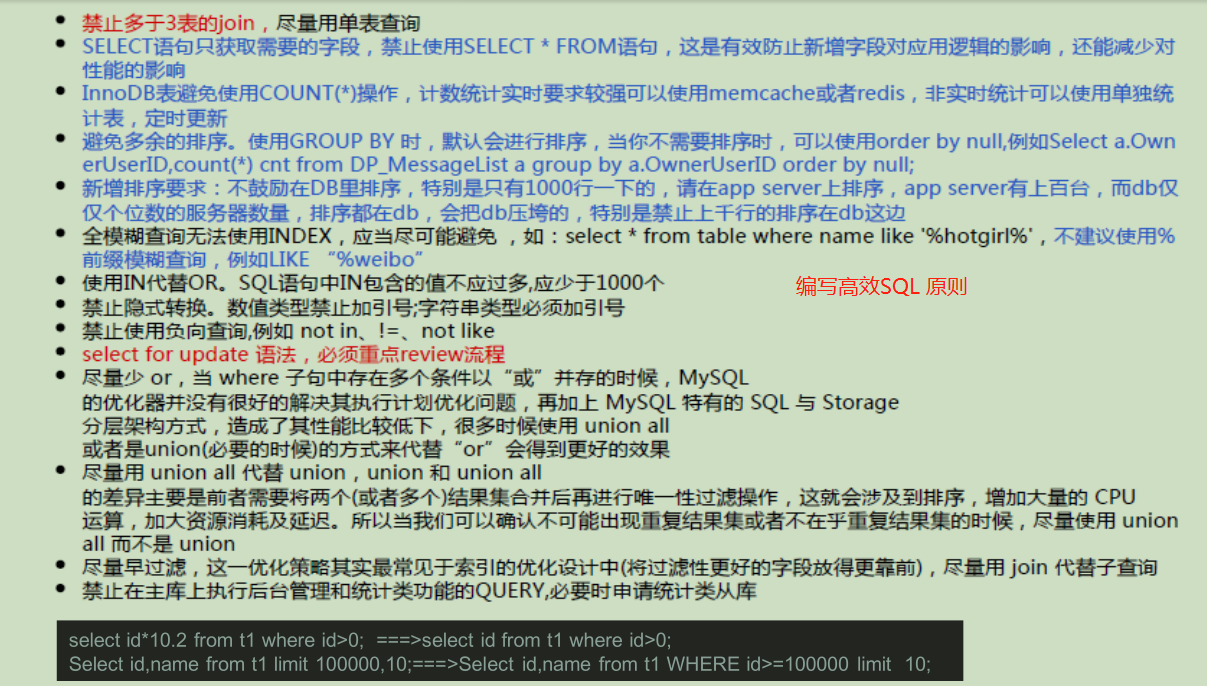 • 禁止多于3表的join，尽量用单表查询
• SELECT语句只获取需要的字段，禁止使用SELECT * FROM语句，这是有效防止新增字段对应用逻辑的影响，还能减少对
性能的影响
• InnoDB表避免使用COUNT(*)操作，计数统计实时要求较强可以使用memcache或者redis，非实时统计可以使用单独统
计表，定时更新
• 避免多余的排序。使用GROUP BY 时，默认会进行排序，当你不需要排序时，可以使用order by null,例如Select a.Own
erUserID,count(*) cnt from DP_MessageList a group by a.OwnerUserID order by null;
• 新增排序要求：不鼓励在DB里排序，特别是只有1000行一下的，请在app server上排序，app server有上百台，而db仅
仅个位数的服务器数量，排序都在db，会把db压垮的，特别是禁止上千行的排序在db这边
• 全模糊查询无法使用INDEX，应当尽可能避免 ，如：select * from table where name like '%hotgirl%'，不建议使用%
前缀模糊查询，例如LIKE “%weibo”
• 使用IN代替OR。SQL语句中IN包含的值不应过多,应少于1000个
编写高效SQL 原则
• 禁止隐式转换。数值类型禁止加引号;字符串类型必须加引号
• 禁止使用负向查询,例如 not in、!=、not like
• select for update 语法，必须重点review流程
• 尽量少 or，当 where 子句中存在多个条件以“或”并存的时候，MySQL
的优化器并没有很好的解决其执行计划优化问题，再加上 MySQL 特有的 SQL 与 Storage
分层架构方式，造成了其性能比较低下，很多时候使用 union all
或者是union(必要的时候)的方式来代替“or”会得到更好的效果
• 尽量用 union all 代替 union，union 和 union all
的差异主要是前者需要将两个(或者多个)结果集合并后再进行唯一性过滤操作，这就会涉及到排序，增加大量的 CPU
运算，加大资源消耗及延迟。所以当我们可以确认不可能出现重复结果集或者不在乎重复结果集的时候，尽量使用 union
all 而不是 union
• 尽量早过滤，这一优化策略其实最常见于索引的优化设计中(将过滤性更好的字段放得更靠前)，尽量用 join 代替子查询
• 禁止在主库上执行后台管理和统计类功能的QUERY,必要时申请统计类从库
select id*10.2 from t1 where id>0; ===>select id from t1 where id>0;
Select id,name from t1 limit 100000,10;===>Select id,name from t1 WHERE id>=100000 limit 10;